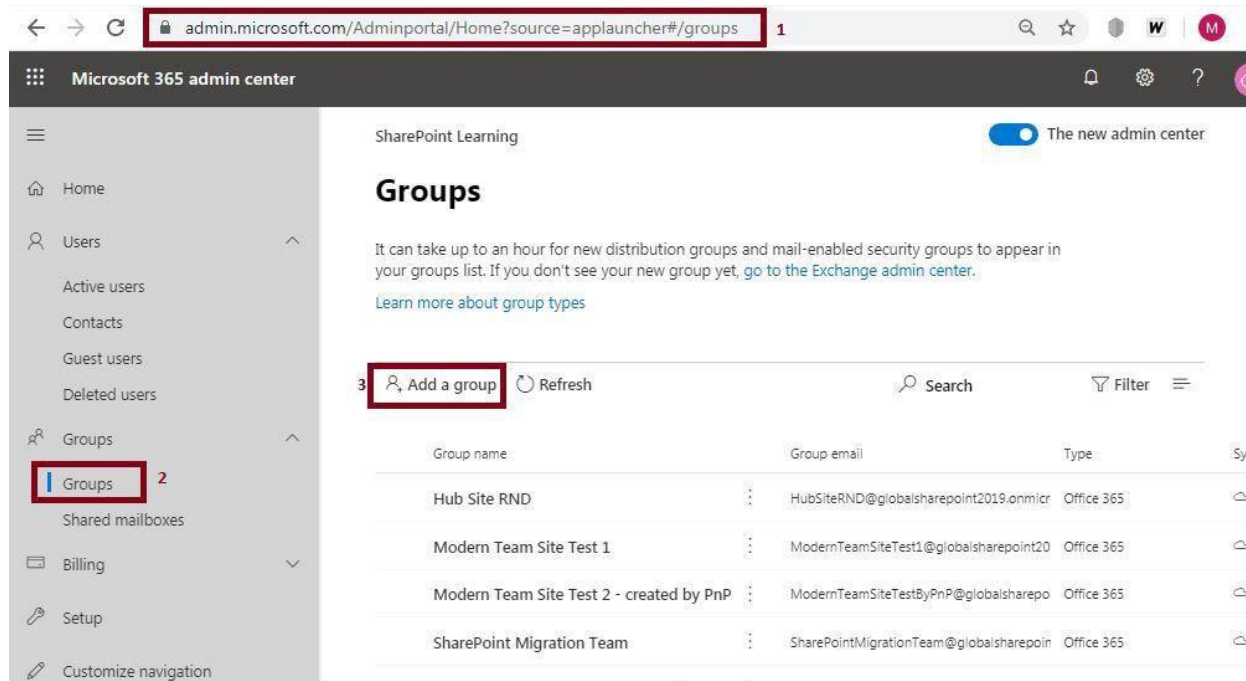 admin.microsoft.com/Adminportal/Home?source=applauncher#/groups 1
W M
Microsoft 365 admin center ?
SharePoint Learning The new admin center
Home
Groups
Users
It can take up to an hour for new distribution groups and mail-enabled security groups to appear in
your groups list. If you don't see your new group yet, go to the Exchange admin center.
Active users
Learn more about group types
Contacts
Guest users
3 Add a group Refresh Search Filter
Deleted users
Groups
Group name Group email Type Sy
Groups 2
Hub Site RND HubSiteRND@globalsharepoint2019.onmicr Office 365
Shared mailboxes
Modern Team Site Test 1 ModernTeamSiteTest1@globalsharepoint20 Office 365
Billing
Modern Team Site Test 2 - created by PnP ModernTeamSiteTestByPnP@globalsharepo Office 365
Setup
SharePoint Migration Team SharePointMigrationTeam@globalsharepoin Office 365
Customize navigation